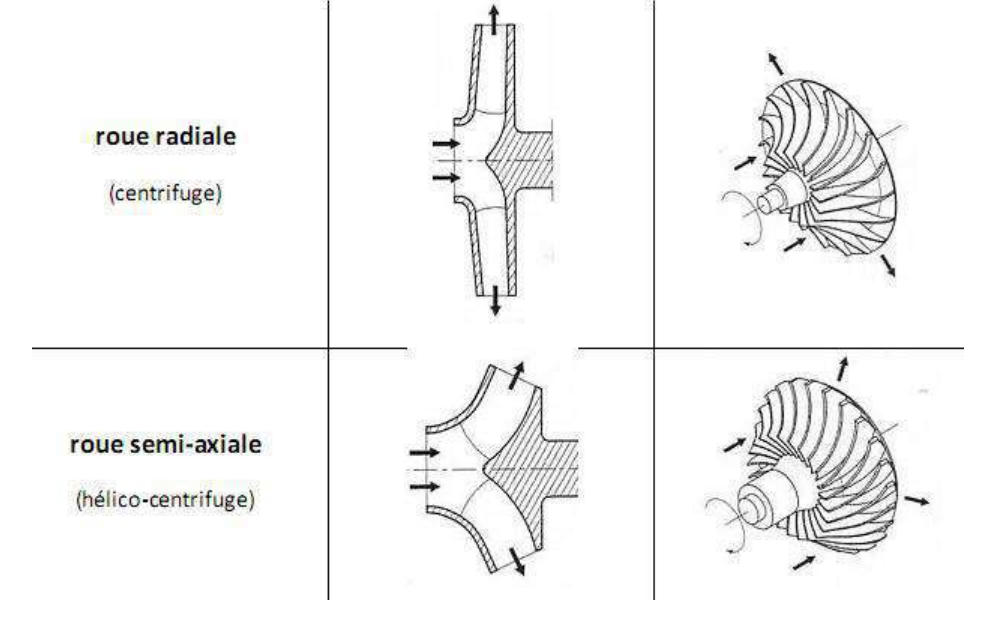 roue radiale
(centrifuge)
roue semi-axiale
(hélico-centrifuge)